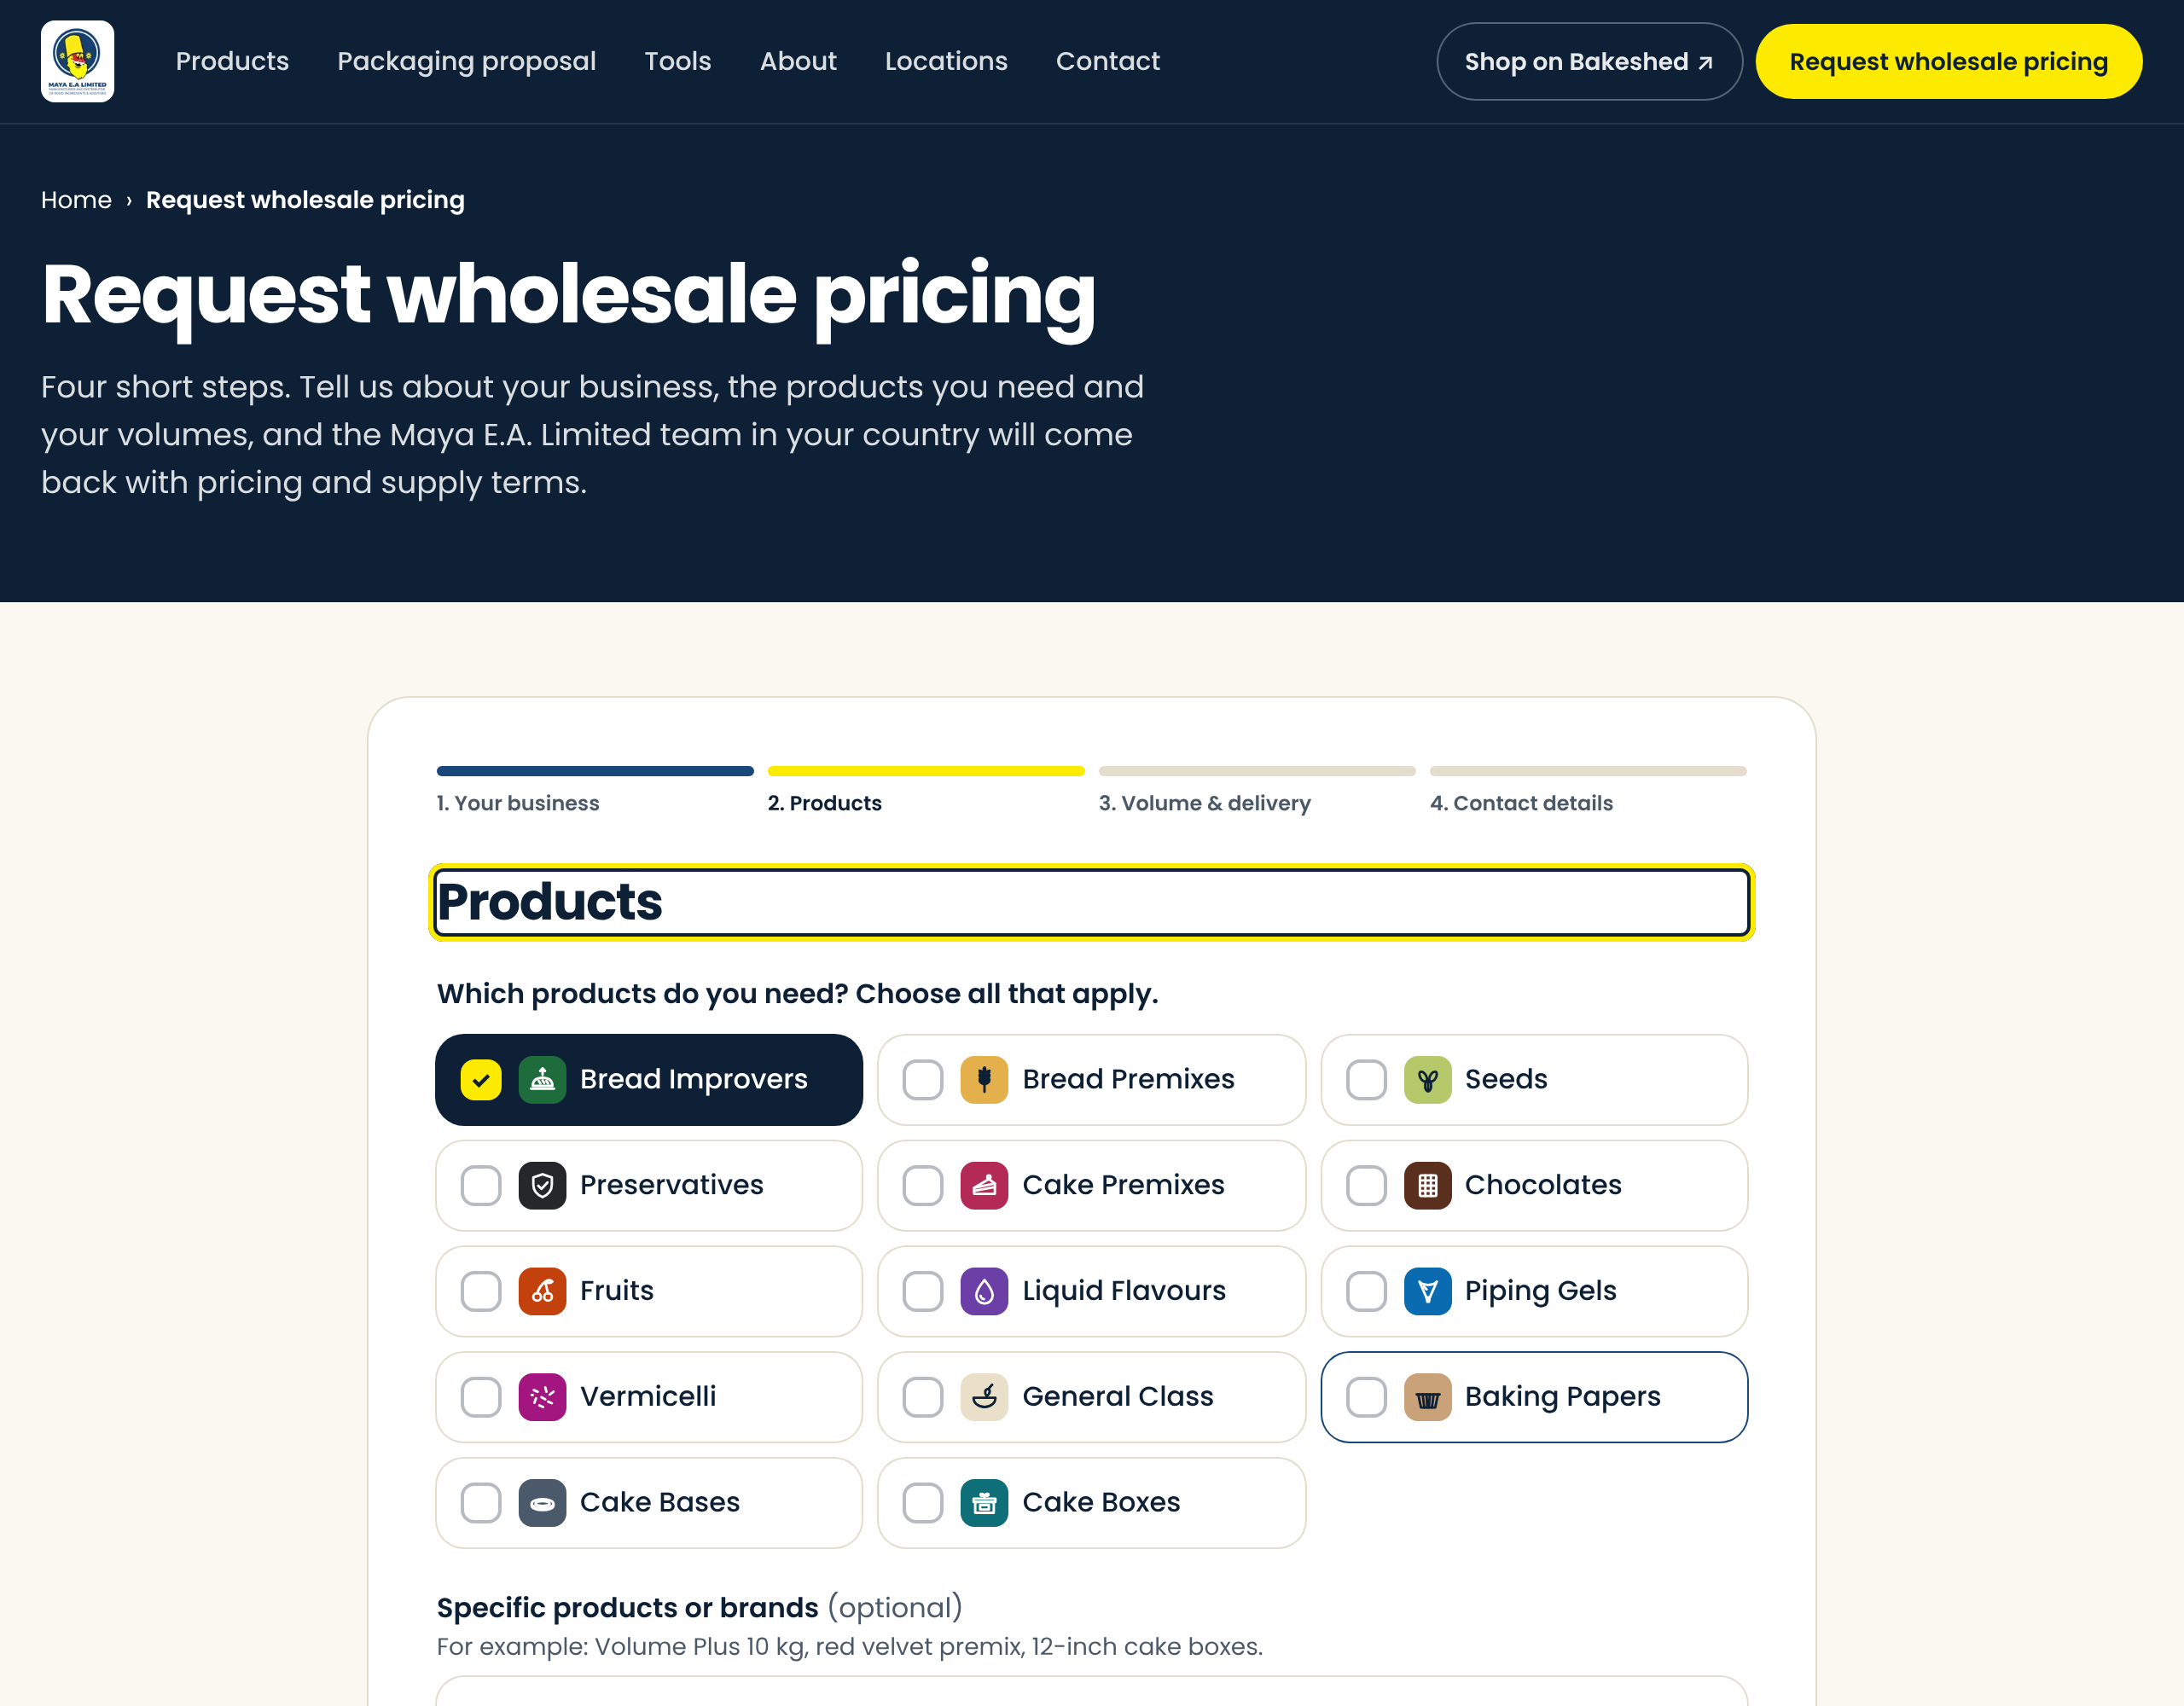 MAYA E.A LIMITED
Products
Packaging proposal
Tools
About
Locations
Contact
Shop on Bakeshed ↗
Request wholesale pricing
Home › Request wholesale pricing
Request wholesale pricing
Four short steps. Tell us about your business, the products you need and
your volumes, and the Maya E.A. Limited team in your country will come
back with pricing and supply terms.
1. Your business
2. Products
3. Volume & delivery
4. Contact details
Products
Which products do you need? Choose all that apply.
Bread Improvers
Bread Premixes
Seeds
Preservatives
Cake Premixes
Chocolates
Fruits
Liquid Flavours
Piping Gels
Vermicelli
General Class
Baking Papers
Cake Bases
Cake Boxes
Specific products or brands (optional)
For example: Volume Plus 10 kg, red velvet premix, 12-inch cake boxes.